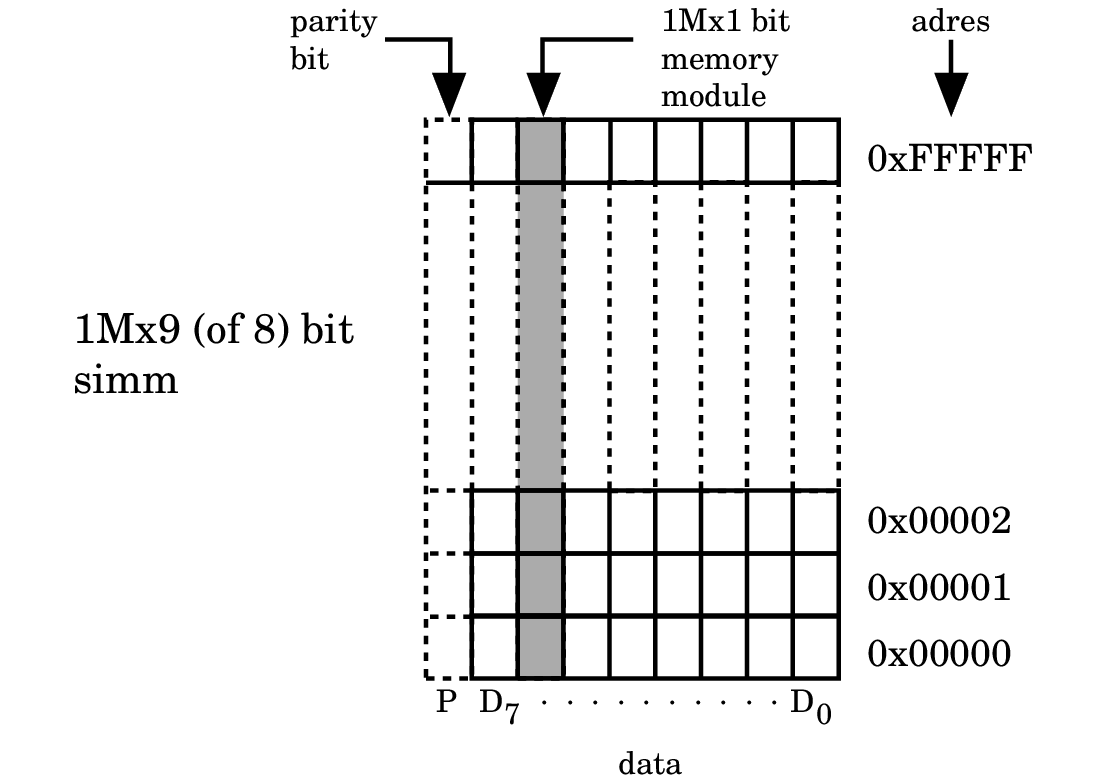 parity
bit
1Mx1 bit
memory
module
adres
0xFFFFF
1Mx9 (of 8) bit
simm
0x00002
0x00001
0x00000
P D7 . . . . . . . . . . D0
data